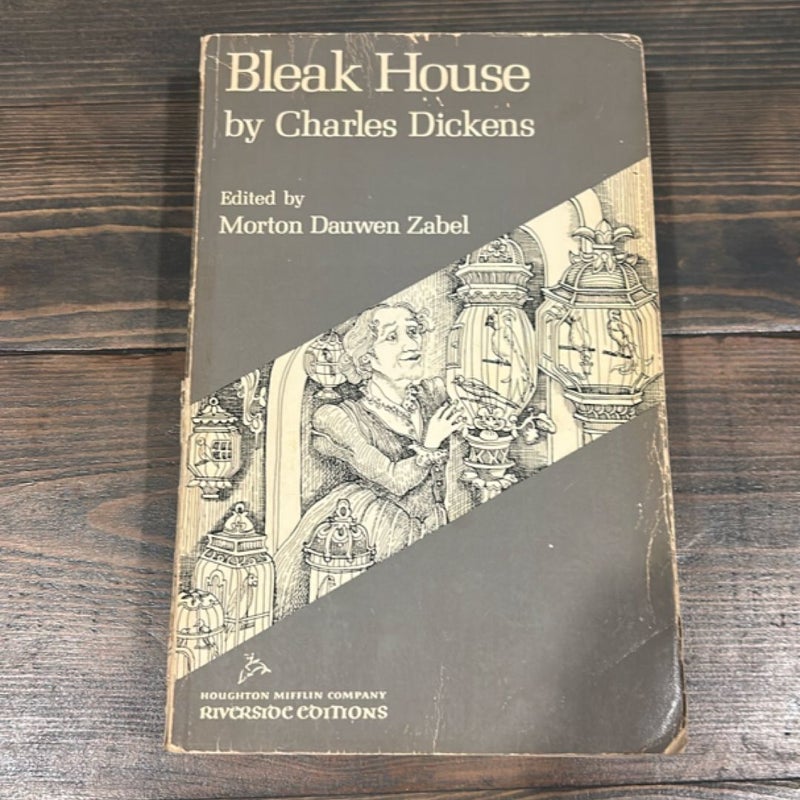 Bleak House
by Charles Dickens
Edited by
Morton Dauwen Zabel
HOUGHTON MIFFLIN COMPANY
RIVERSIDE EDITIONS